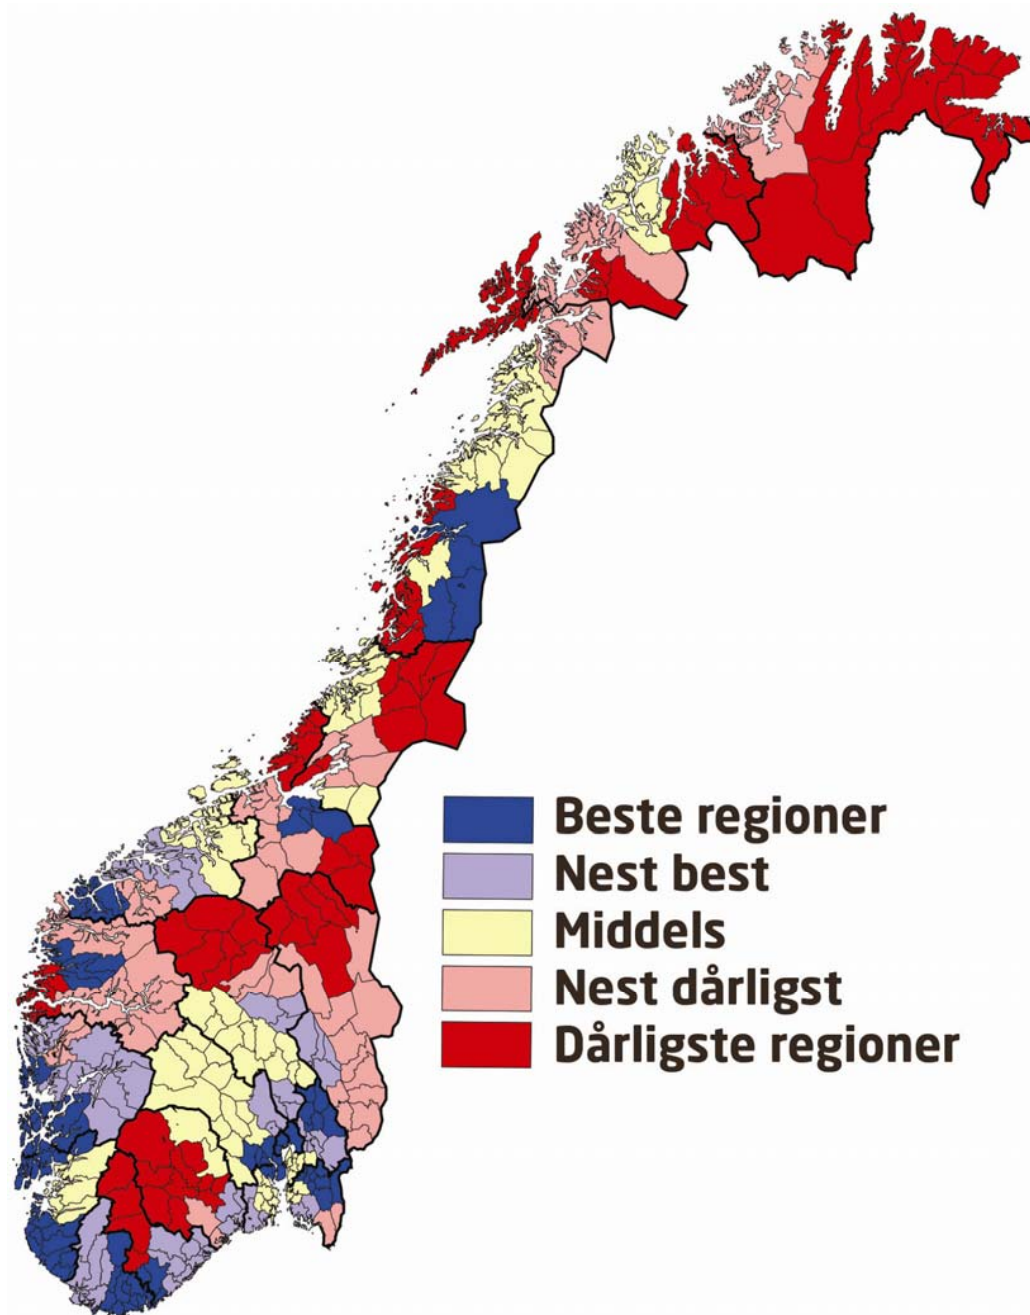 Beste regioner
Nest best
Middels
Nest dårligst
Dårligste regioner